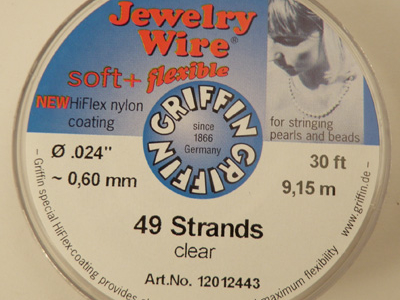 Jewelry
Wire®
soft+ flexible
NEW HiFlex nylon
coating
GRIFFIN GRIFFIN
since
1866
Germany
for stringing
pearls and beads
Ø .024"
~ 0,60 mm
30 ft
9,15 m
49 Strands
clear
Art.No. 12012443
– Griffin special HiFlex-coating provides
maximum flexibility
www.griffin.de –